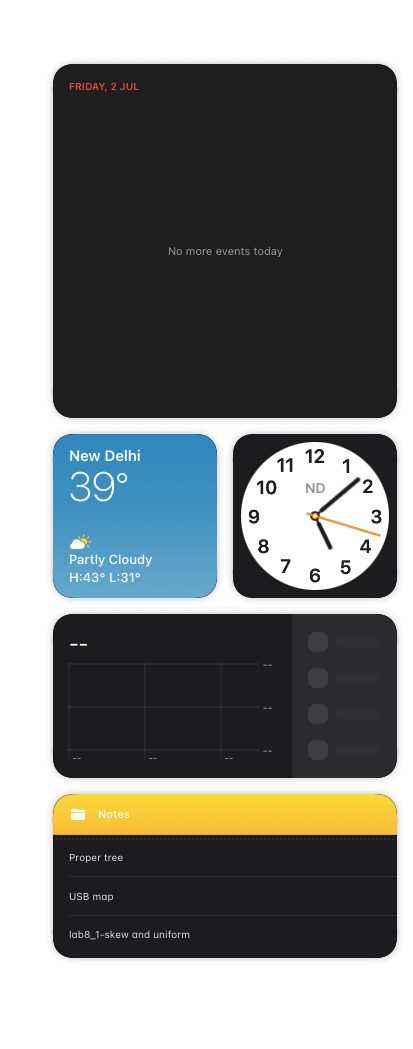 FRIDAY, 2 JUL
No more events today
New Delhi
39°
Partly Cloudy
H:43° L:31°
12
1
2
3
4
5
6
7
8
9
10
11
ND
--
--
--
--
-- -- --
Notes
Proper tree
USB map
lab8_1-skew and uniform